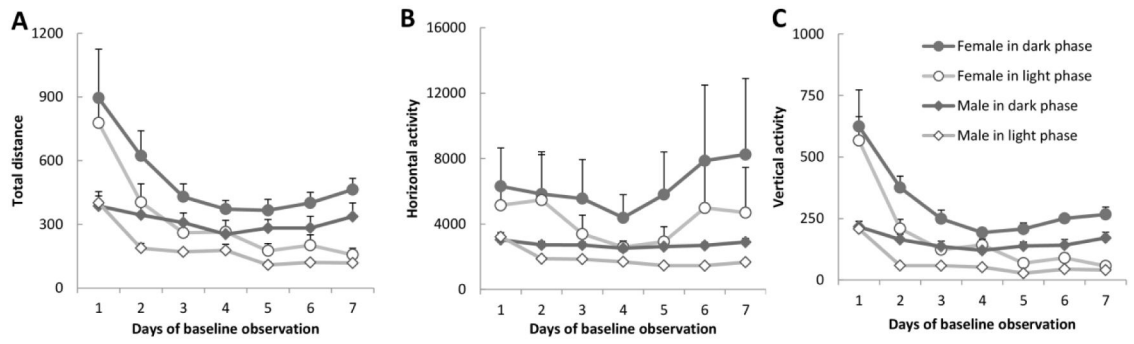 A
Total distance
1200
900
600
300
0
1 2 3 4 5 6 7
Days of baseline observation
B
Horizontal activity
16000
12000
8000
4000
0
1 2 3 4 5 6 7
Days of baseline observation
C
Vertical activity
1000
750
500
250
0
1 2 3 4 5 6 7
Days of baseline observation
Female in dark phase
Female in light phase
Male in dark phase
Male in light phase